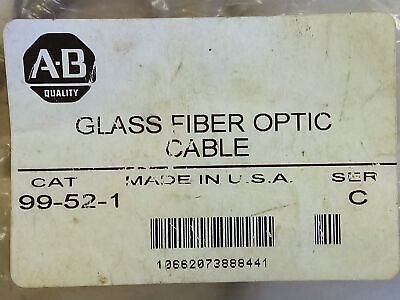 A-B
QUALITY
GLASS FIBER OPTIC
CABLE
CAT MADE IN U.S.A. SER
99-52-1 C
10662073888441